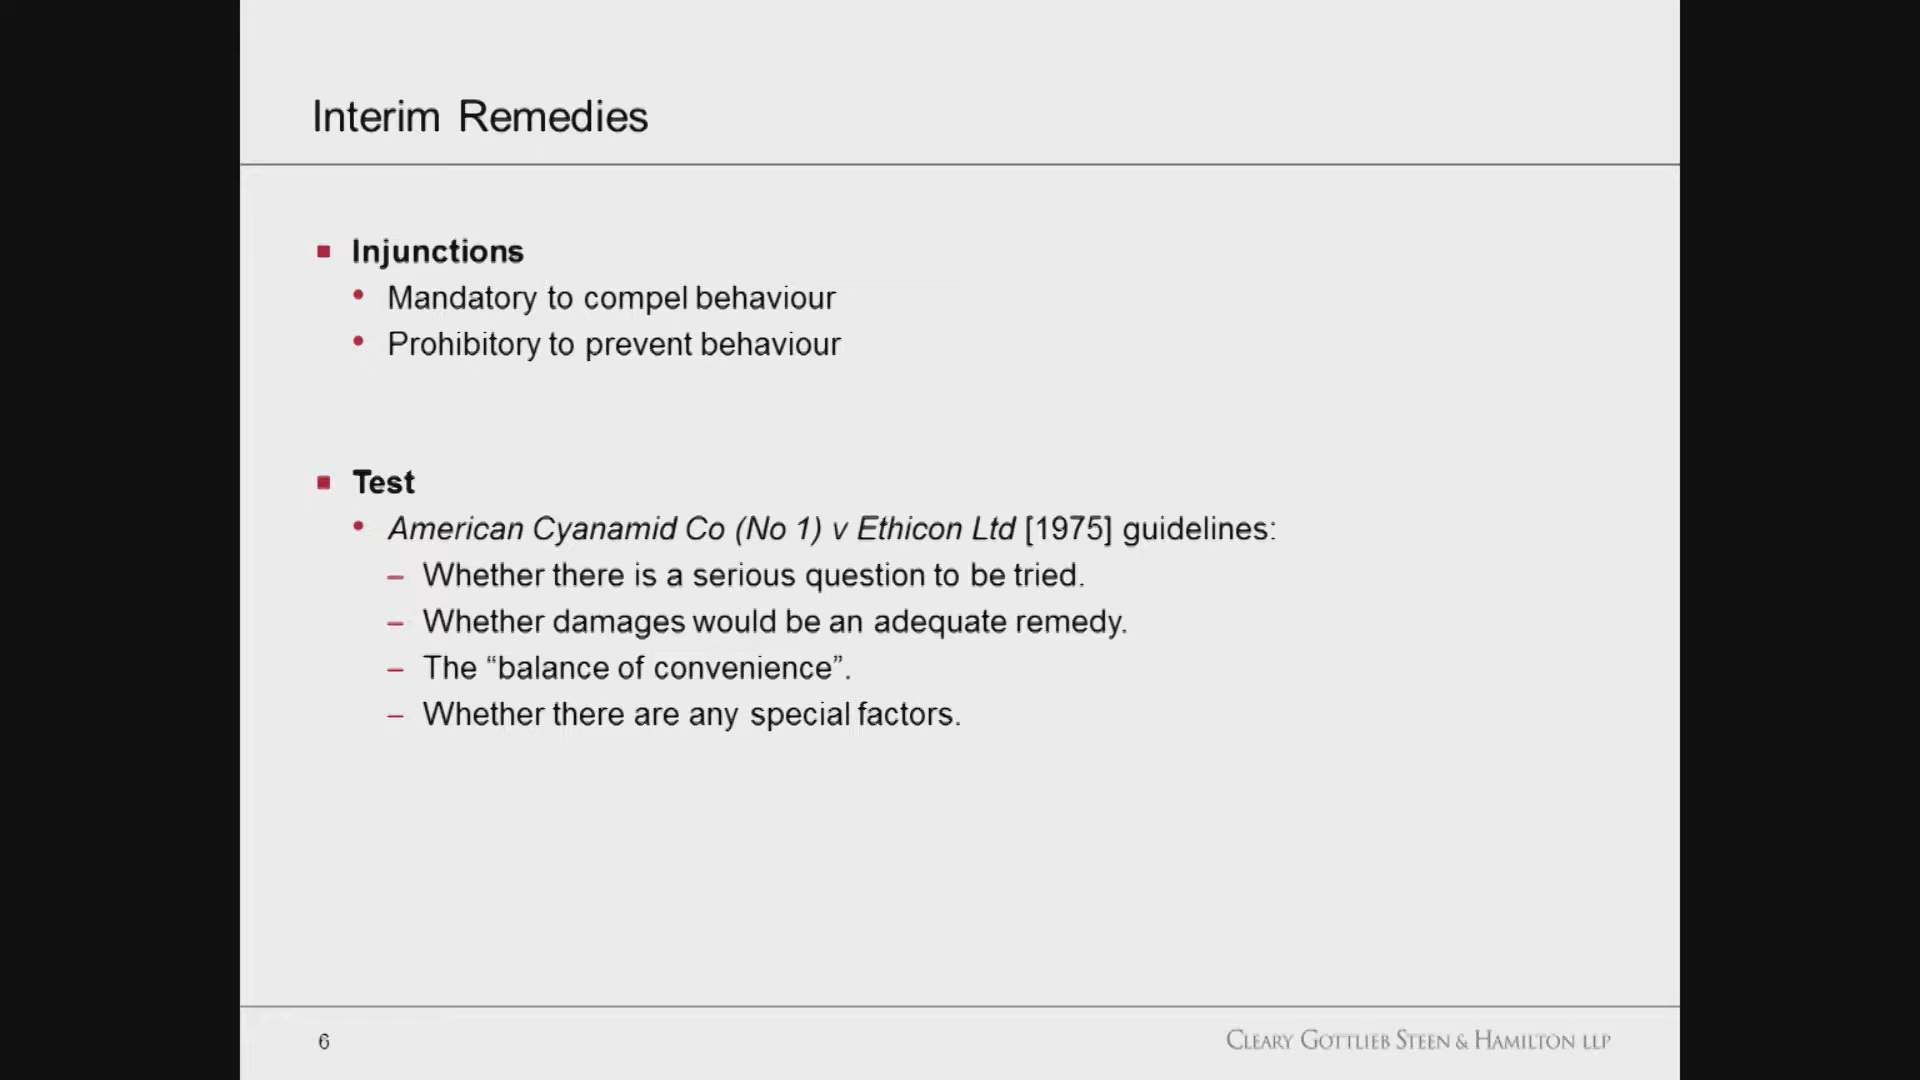 Interim Remedies
Injunctions
Mandatory to compel behaviour
Prohibitory to prevent behaviour
Test
American Cyanamid Co (No 1) v Ethicon Ltd [1975] guidelines:
– Whether there is a serious question to be tried.
– Whether damages would be an adequate remedy.
– The “balance of convenience”.
– Whether there are any special factors.
6
CLEARY GOTTLIEB STEEN & HAMILTON LLP